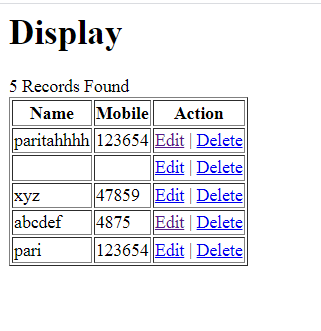 Display
5 Records Found
Name Mobile Action
paritahhhh 123654 Edit | Delete
Edit | Delete
xyz 47859 Edit | Delete
abcdef 4875 Edit | Delete
pari 123654 Edit | Delete